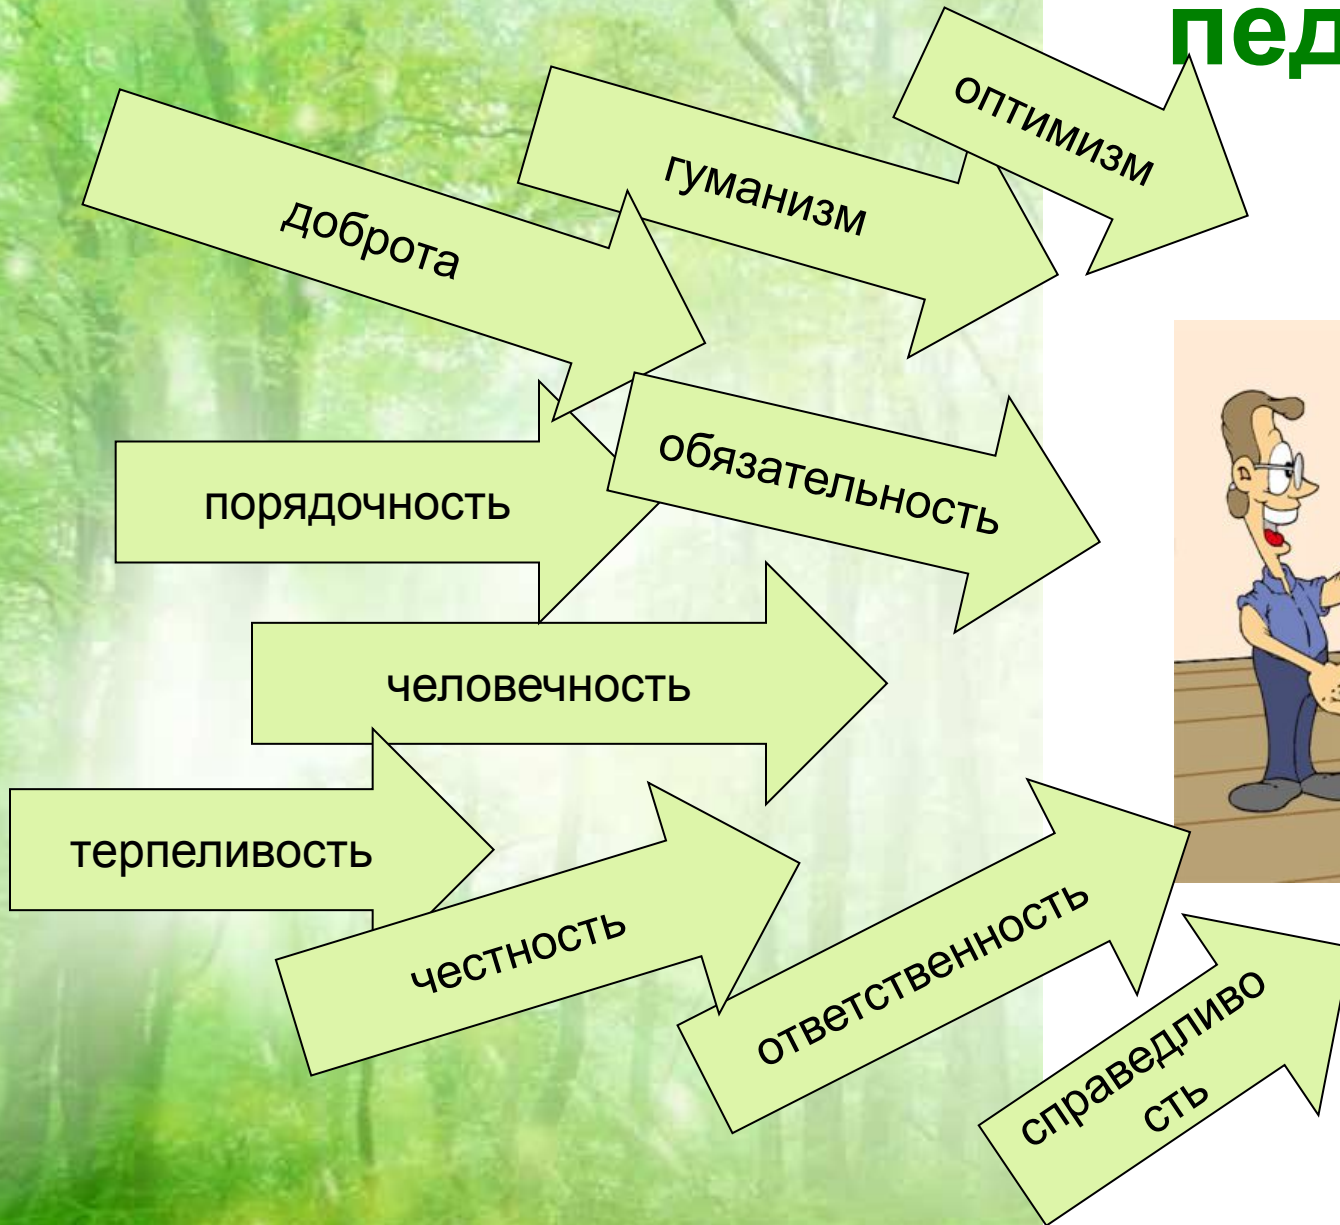 пед
оптимизм
гуманизм
доброта
обязательность
порядочность
человечность
терпеливость
честность
ответственность
справедливо
сть